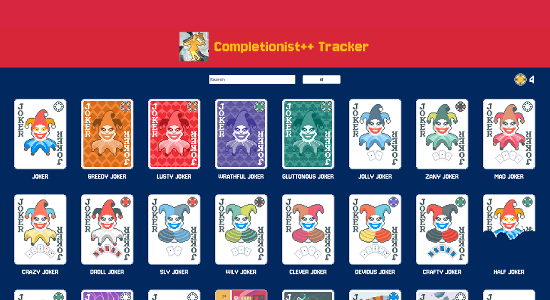 Completionist++ Tracker
Search
all
4
JOKER
GREEDY JOKER
LUSTY JOKER
WRATHFUL JOKER
GLUTTONOUS JOKER
JOLLY JOKER
ZANY JOKER
MAD JOKER
CRAZY JOKER
DROLL JOKER
SLY JOKER
WILY JOKER
CLEVER JOKER
DEVIOUS JOKER
CRAFTY JOKER
HALF JOKER